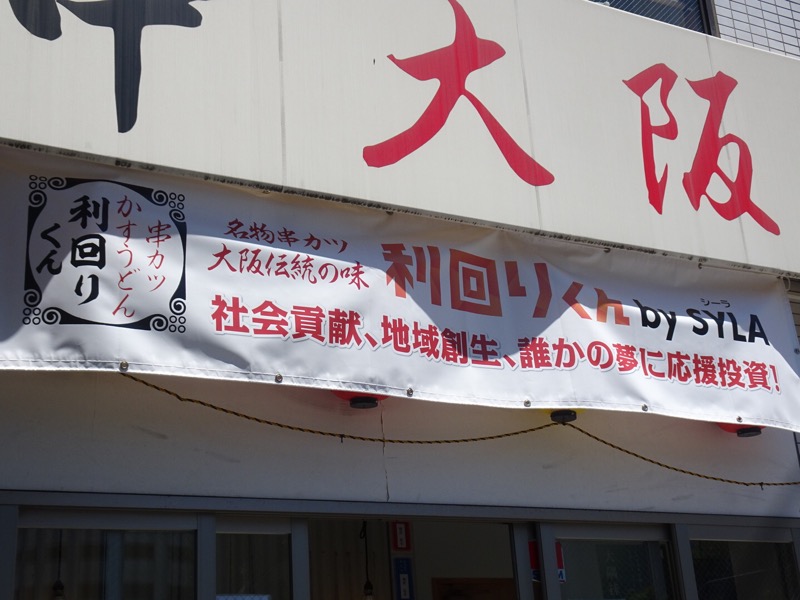 大阪
串カツ
かすうどん
利回り
くん
名物串カツ
大阪伝統の味
利回りくん by SYLA
シーラ
社会貢献、地域創生、誰かの夢に応援投資!